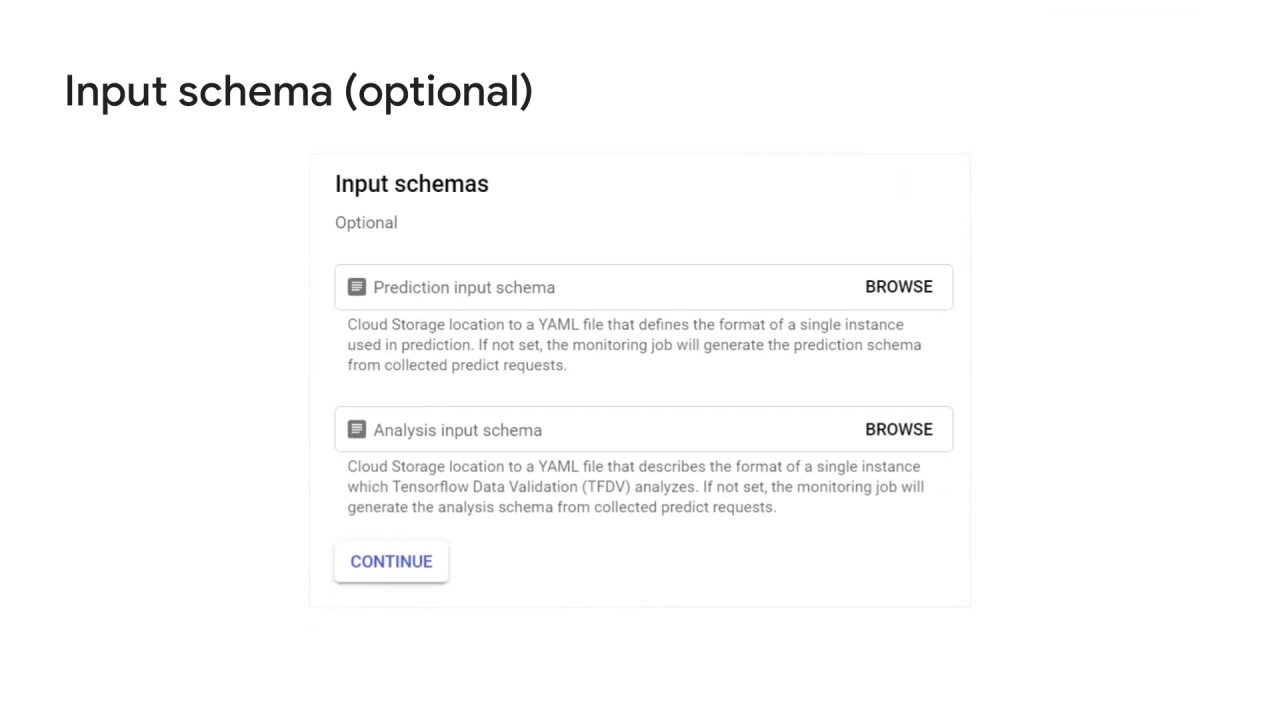 Input schema (optional)
Input schemas
Optional
Prediction input schema BROWSE
Cloud Storage location to a YAML file that defines the format of a single instance
used in prediction. If not set, the monitoring job will generate the prediction schema
from collected predict requests.
Analysis input schema BROWSE
Cloud Storage location to a YAML file that describes the format of a single instance
which Tensorflow Data Validation (TFDV) analyzes. If not set, the monitoring job will
generate the analysis schema from collected predict requests.
CONTINUE